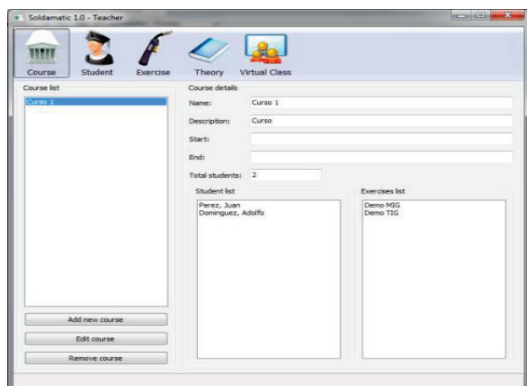 Soldamatic 1.0 - Teacher
Course Student Exercise Theory Virtual Class
Course list
Curso 1
Add new course
Edit course
Remove course
Course details
Name: Curso 1
Description: Curso
Start:
End:
Total students: 2
Student list
Perez, Juan
Dominguez, Adolfo
Exercises list
Demo MIG
Demo TIG